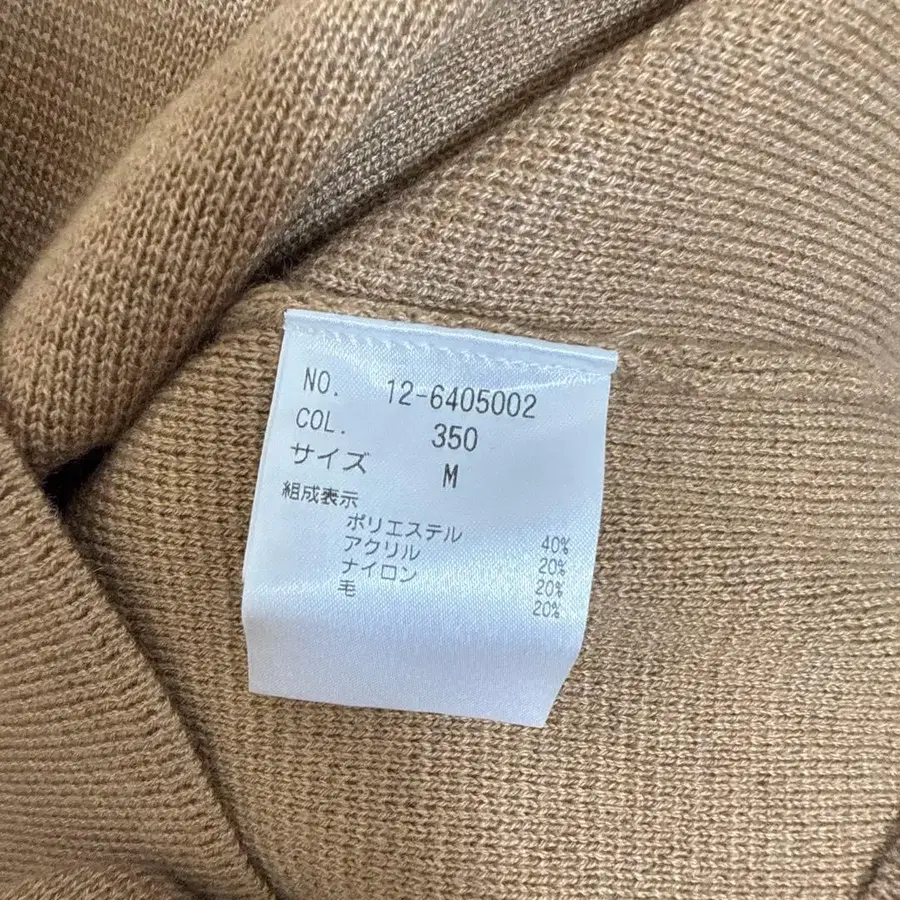 NO. 12-6405002
COL. 350
サイズ M
組成表示
ポリエステル 40%
アクリル 20%
ナイロン 20%
毛 20%